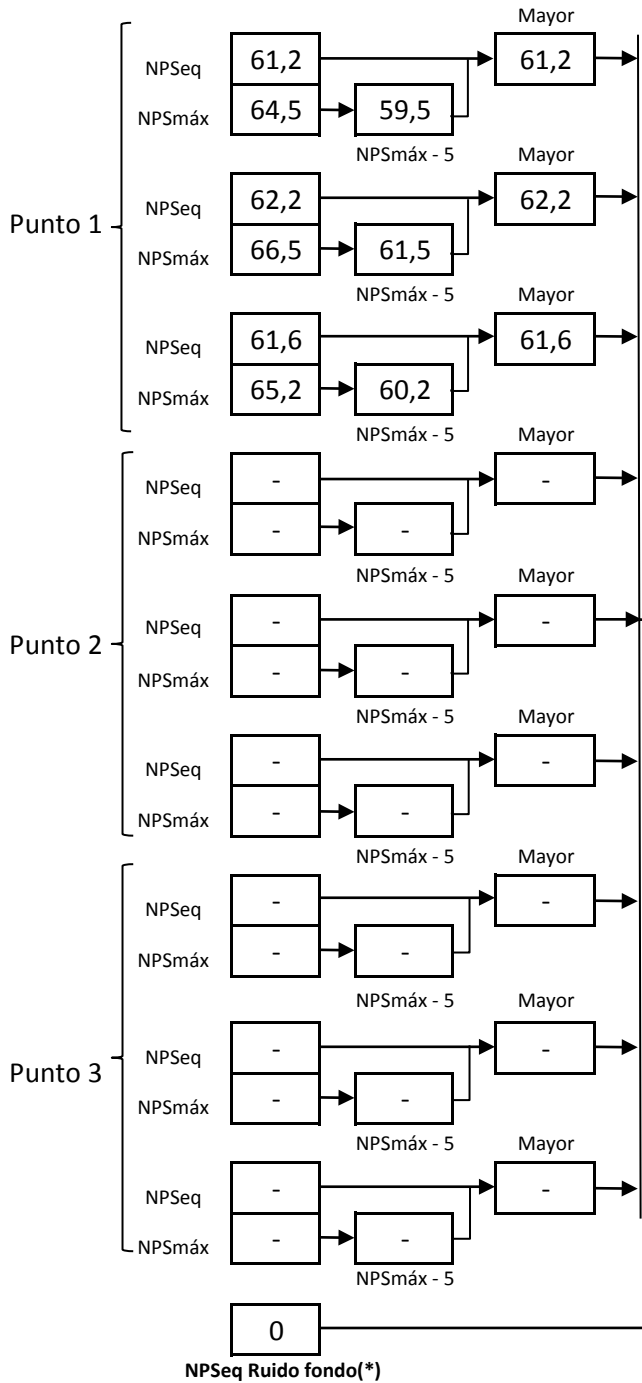 Mayor
NPSeq 61,2 61,2
NPSmáx 64,5 59,5
NPSmáx - 5 Mayor
NPSeq 62,2 62,2
Punto 1
NPSmáx 66,5 61,5
NPSmáx - 5 Mayor
NPSeq 61,6 61,6
NPSmáx 65,2 60,2
NPSmáx - 5 Mayor
NPSeq - -
NPSmáx - -
NPSmáx - 5 Mayor
NPSeq - -
Punto 2
NPSmáx - -
NPSmáx - 5 Mayor
NPSeq - -
NPSmáx - -
NPSmáx - 5 Mayor
NPSeq - -
NPSmáx - -
NPSmáx - 5 Mayor
NPSeq - -
Punto 3
NPSmáx - -
NPSmáx - 5 Mayor
NPSeq - -
NPSmáx - -
NPSmáx - 5
0
NPSeq Ruido fondo(*)